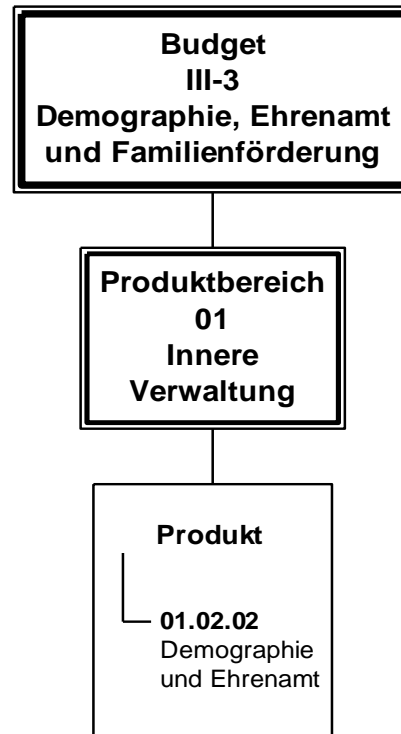 Budget
III-3
Demographie, Ehrenamt
und Familienförderung
Produktbereich
01
Innere
Verwaltung
Produkt
01.02.02
Demographie
und Ehrenamt